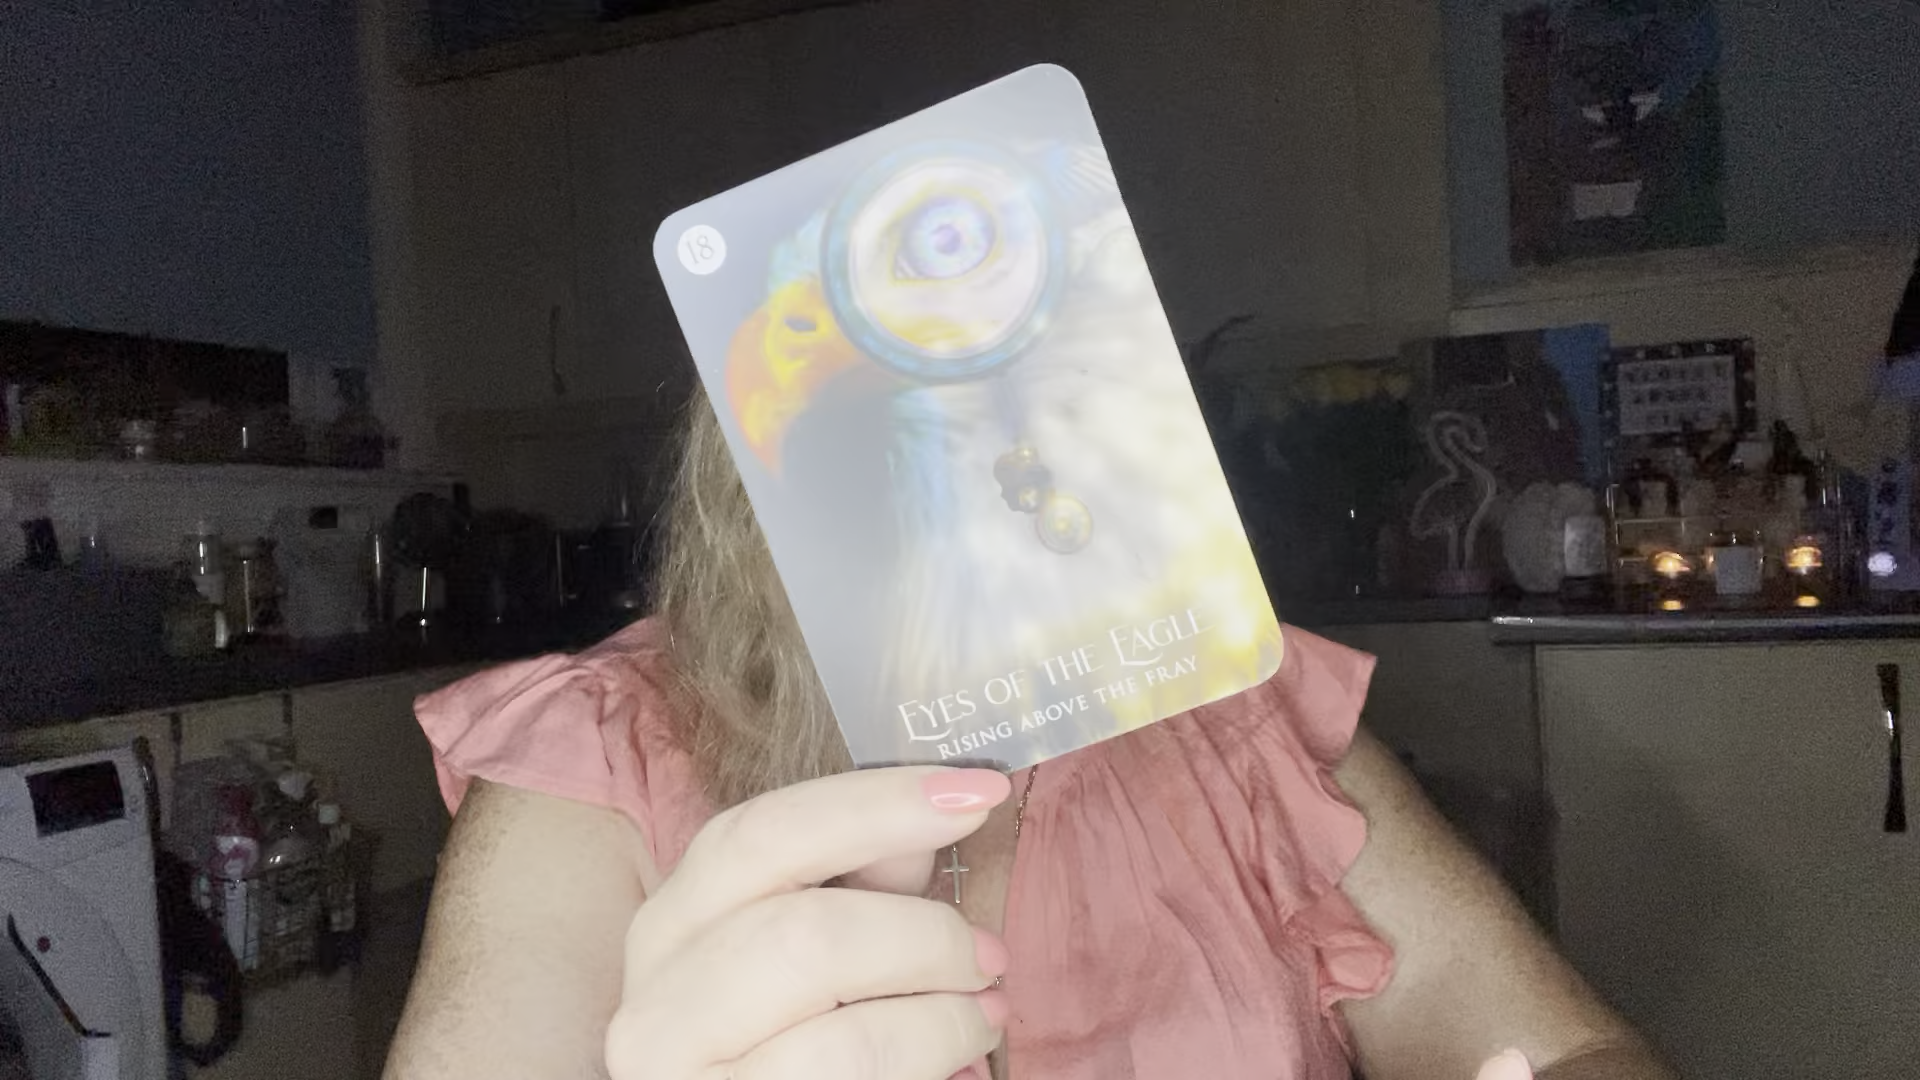 18
EYES OF THE EAGLE
RISING ABOVE THE FRAY